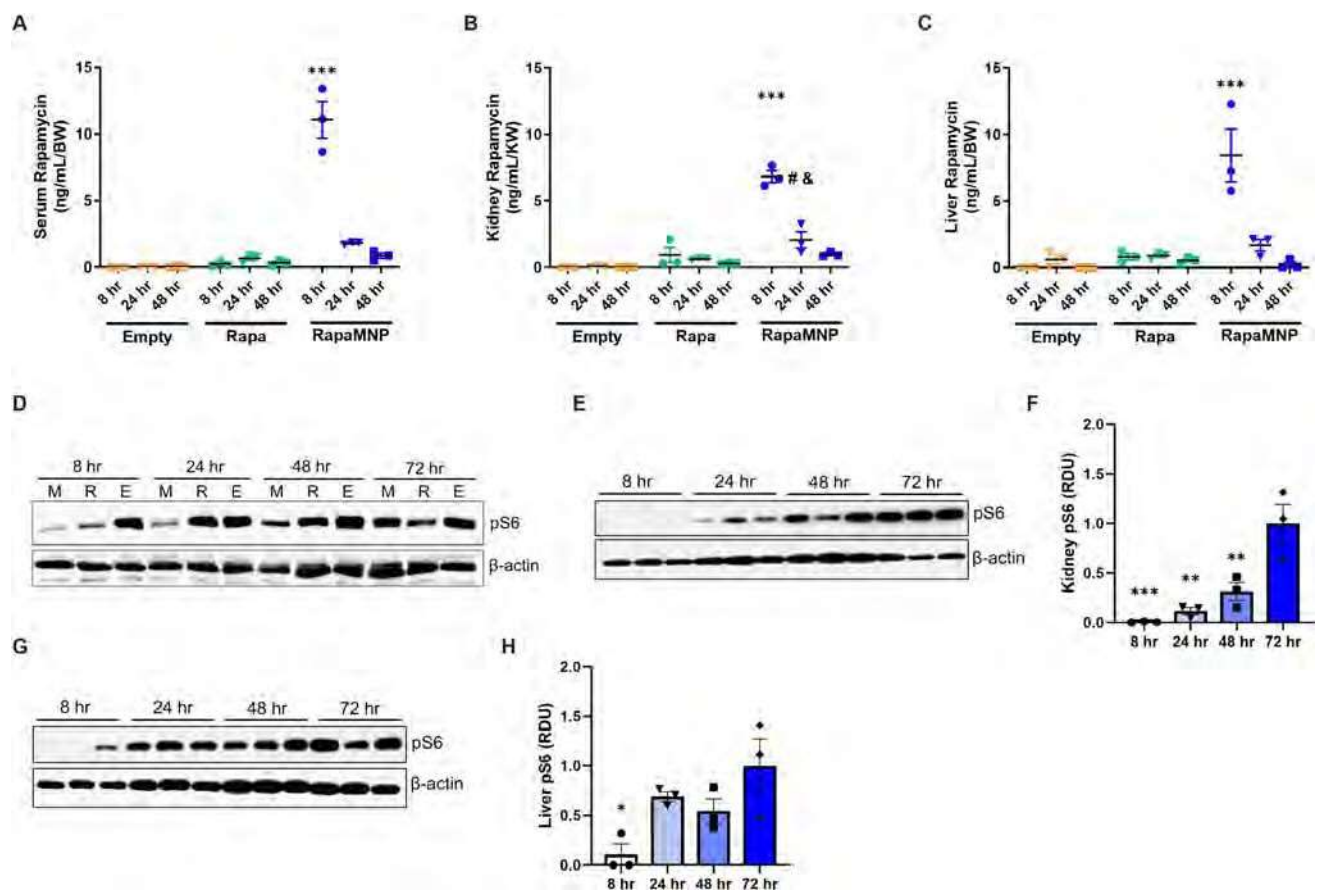 A
Serum Rapamycin
(ng/mL/BW)
15
10
5
0
***
8 hr
24 hr
48 hr
8 hr
24 hr
48 hr
8 hr
24 hr
48 hr
Empty
Rapa
RapaMNP
B
Kidney Rapamycin
(ng/mL/KW)
15
10
5
0
***
# &
8 hr
24 hr
48 hr
8 hr
24 hr
48 hr
8 hr
24 hr
48 hr
Empty
Rapa
RapaMNP
C
Liver Rapamycin
(ng/mL/BW)
15
10
5
0
***
8 hr
24 hr
48 hr
8 hr
24 hr
48 hr
8 hr
24 hr
48 hr
Empty
Rapa
RapaMNP
D
8 hr 24 hr 48 hr 72 hr
M R E M R E M R E M R E
pS6
β-actin
E
8 hr 24 hr 48 hr 72 hr
pS6
β-actin
F
Kidney pS6 (RDU)
2.0
1.5
1.0
0.5
0.0
***
**
**
8 hr 24 hr 48 hr 72 hr
G
8 hr 24 hr 48 hr 72 hr
pS6
β-actin
H
Liver pS6 (RDU)
2.0
1.5
1.0
0.5
0.0
*
8 hr 24 hr 48 hr 72 hr